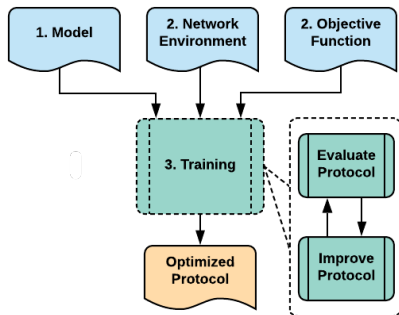 1. Model
2. Network
Environment
2. Objective
Function
3. Training
Evaluate
Protocol
Improve
Protocol
Optimized
Protocol